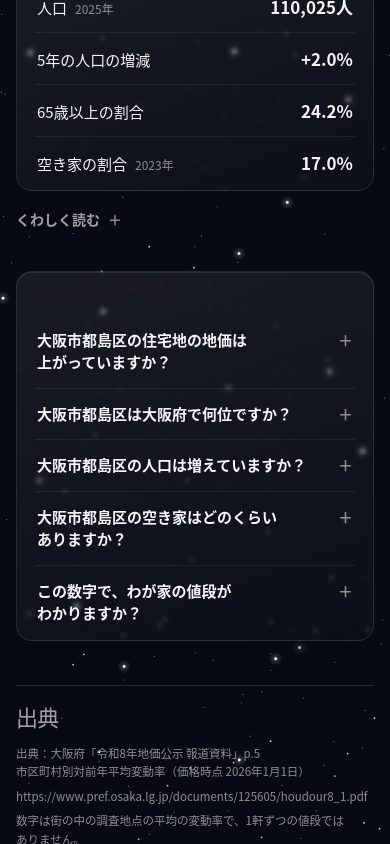 人口 2025年 110,025人
5年の人口の増減 +2.0%
65歳以上の割合 24.2%
空き家の割合 2023年 17.0%
くわしく読む +
大阪市都島区の住宅地の地価は +
上がっていますか？
大阪市都島区は大阪府で何位ですか？ +
大阪市都島区の人口は増えていますか？ +
大阪市都島区の空き家はどのくらい +
ありますか？
この数字で、わが家の値段が +
わかりますか？
出典
出典：大阪府「令和8年地価公示 報道資料」p.5
市区町村別対前年平均変動率（価格時点 2026年1月1日）
https://www.pref.osaka.lg.jp/documents/125605/houdour8_1.pdf
数字は街の中の調査地点の平均の変動率で、1軒ずつの値段では
ありません。